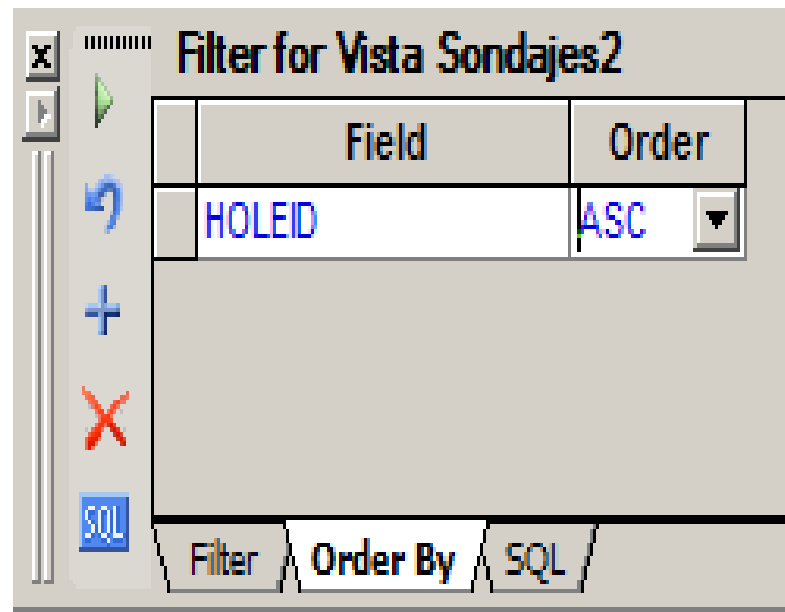 x
Filter for Vista Sondajes2
Field Order
HOLEID ASC
SQL
Filter Order By SQL